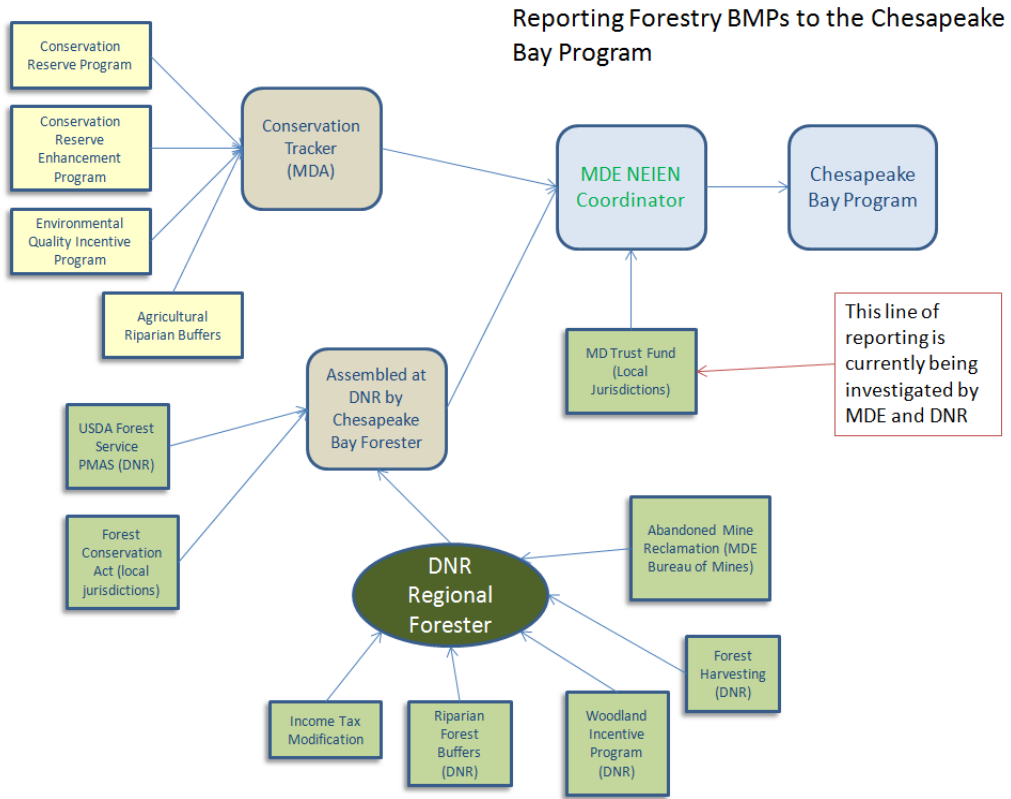 Reporting Forestry BMPs to the Chesapeake
Bay Program
Conservation
Reserve Program
Conservation
Reserve
Enhancement
Program
Environmental
Quality Incentive
Program
Agricultural
Riparian Buffers
Conservation
Tracker
(MDA)
MDE NEIEN
Coordinator
Chesapeake
Bay Program
This line of
reporting is
currently being
investigated by
MDE and DNR
MD Trust Fund
(Local
Jurisdictions)
Assembled at
DNR by
Chesapeake
Bay Forester
USDA Forest
Service
PMAS (DNR)
Forest
Conservation
Act (local
jurisdictions)
DNR
Regional
Forester
Abandoned Mine
Reclamation (MDE
Bureau of Mines)
Forest
Harvesting
(DNR)
Income Tax
Modification
Riparian
Forest
Buffers
(DNR)
Woodland
Incentive
Program
(DNR)